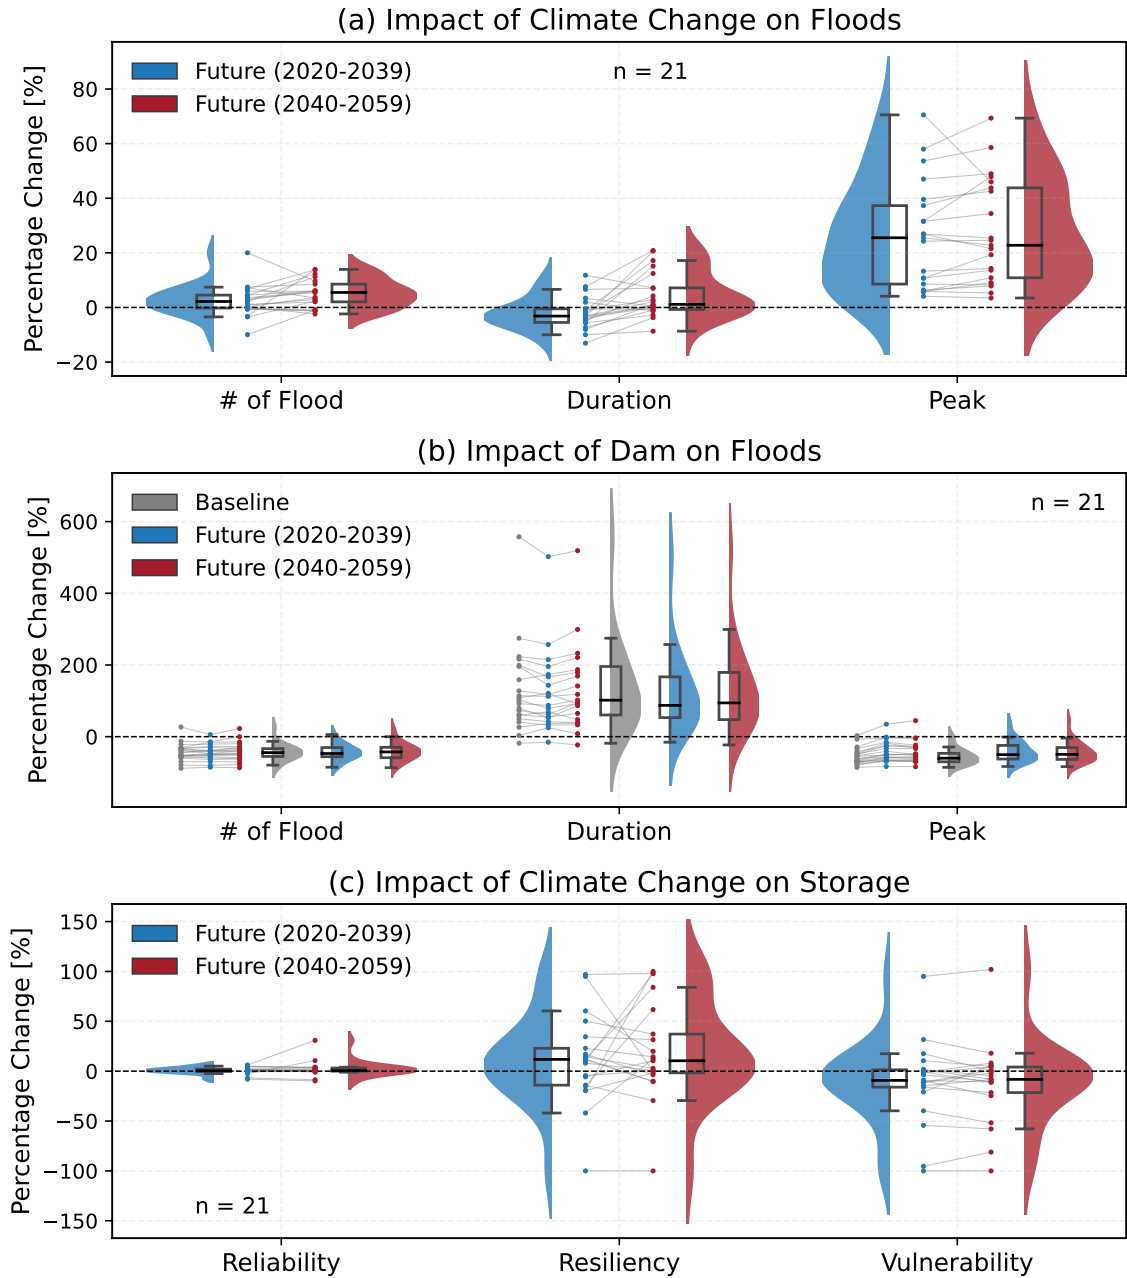 (a) Impact of Climate Change on Floods
Percentage Change [%]
80
60
40
20
0
−20
Future (2020-2039)
Future (2040-2059)
n = 21
# of Flood
Duration
Peak
(b) Impact of Dam on Floods
Percentage Change [%]
600
400
200
0
Baseline
Future (2020-2039)
Future (2040-2059)
n = 21
# of Flood
Duration
Peak
(c) Impact of Climate Change on Storage
Percentage Change [%]
150
100
50
0
−50
−100
−150
Future (2020-2039)
Future (2040-2059)
n = 21
Reliability
Resiliency
Vulnerability